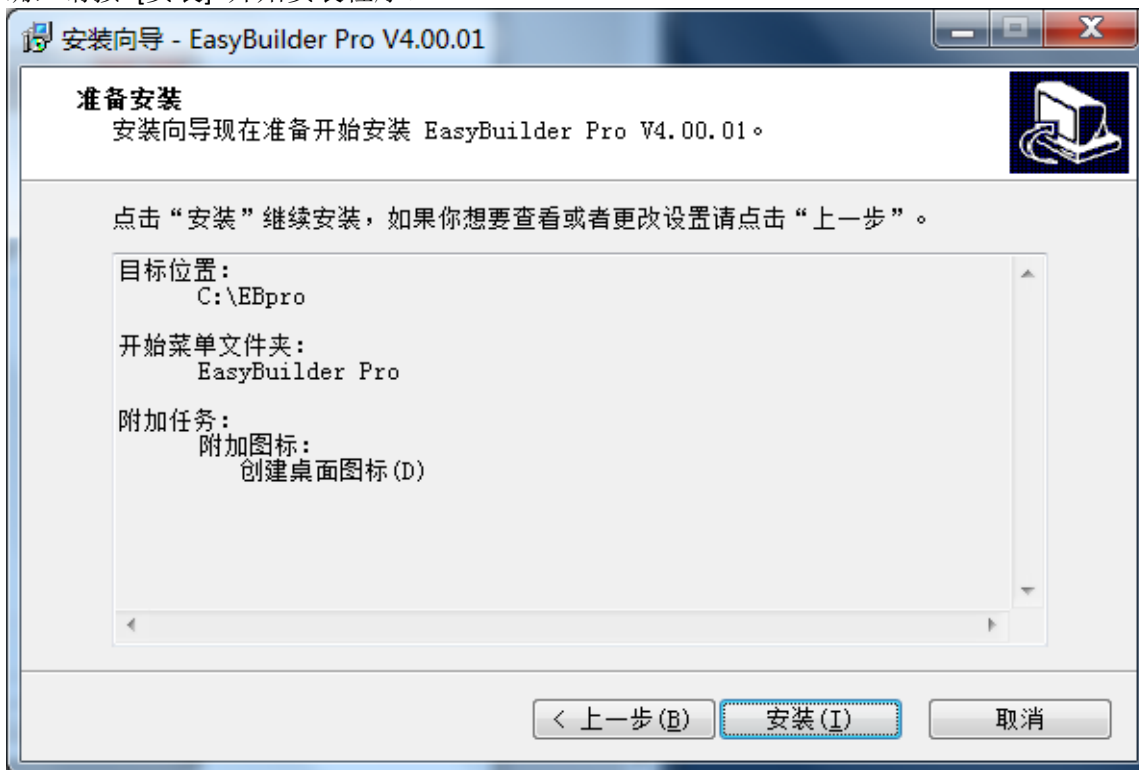 安装向导 - EasyBuilder Pro V4.00.01
准备安装
安装向导现在准备开始安装 EasyBuilder Pro V4.00.01。
点击“安装”继续安装，如果你想要查看或者更改设置请点击“上一步”。
目标位置:
C:\EBpro
开始菜单文件夹:
EasyBuilder Pro
附加任务:
附加图标:
创建桌面图标(D)
< 上一步(B)
安装(I)
取消